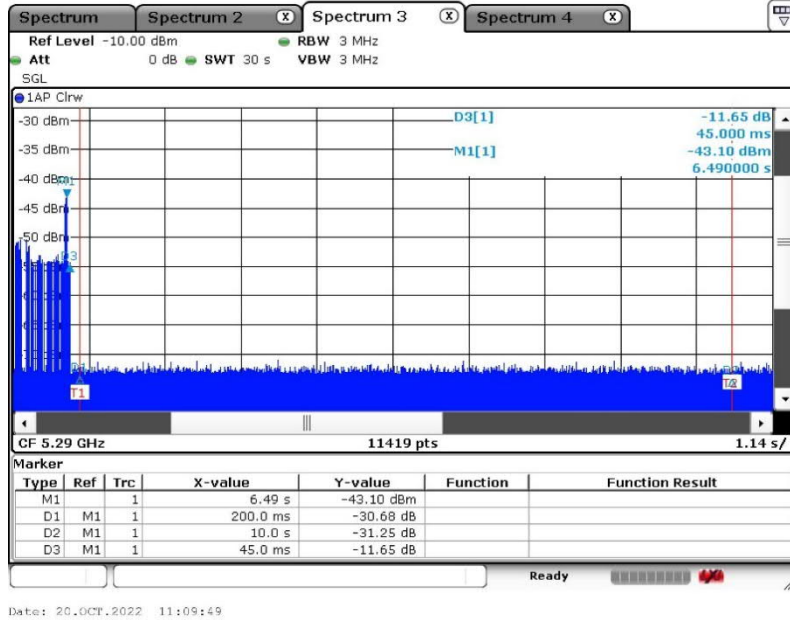 Spectrum Spectrum 2 X Spectrum 3 X Spectrum 4 X
Ref Level -10.00 dBm RBW 3 MHz
Att 0 dB SWT 30 s VBW 3 MHz
SGL
1AP Clrw
D3[1] -11.65 dB
45.000 ms
M1[1] -43.10 dBm
6.490000 s
-30 dBm
-35 dBm
-40 dBm
M1
-45 dBm
-50 dBm
D3
T1
T2
CF 5.29 GHz 11419 pts 1.14 s/
Marker
Type Ref Trc X-value Y-value Function Function Result
M1 1 6.49 s -43.10 dBm
D1 M1 1 200.0 ms -30.68 dB
D2 M1 1 10.0 s -31.25 dB
D3 M1 1 45.0 ms -11.65 dB
Ready
Date: 20.OCT.2022 11:09:49